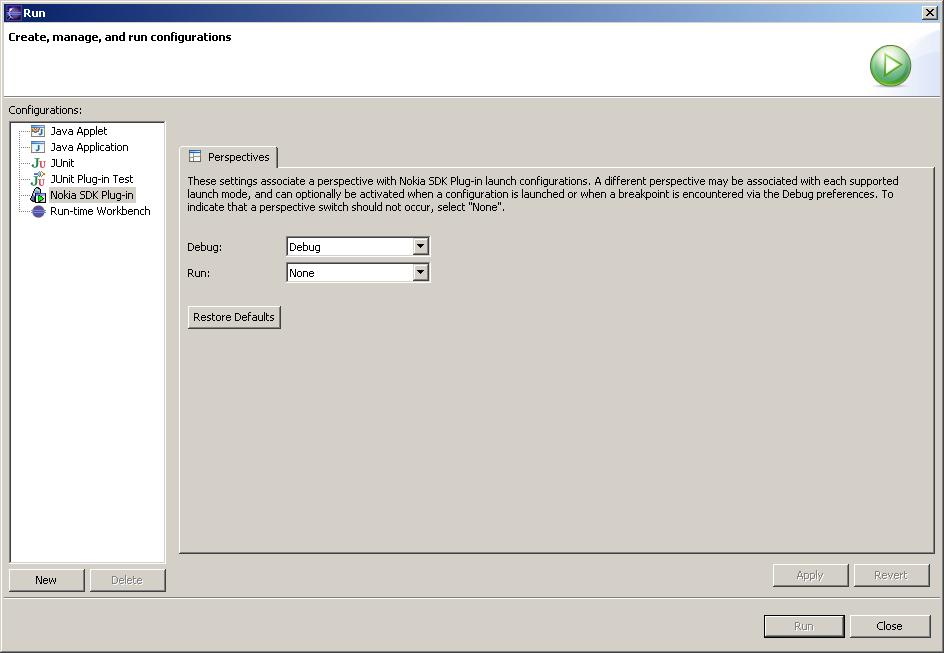 Run
Create, manage, and run configurations
Configurations:
Java Applet
Java Application
JUnit
JUnit Plug-in Test
Nokia SDK Plug-in
Run-time Workbench
New
Delete
Perspectives
These settings associate a perspective with Nokia SDK Plug-in launch configurations. A different perspective may be associated with each supported
launch mode, and can optionally be activated when a configuration is launched or when a breakpoint is encountered via the Debug preferences. To
indicate that a perspective switch should not occur, select "None".
Debug: Debug
Run: None
Restore Defaults
Apply
Revert
Run
Close